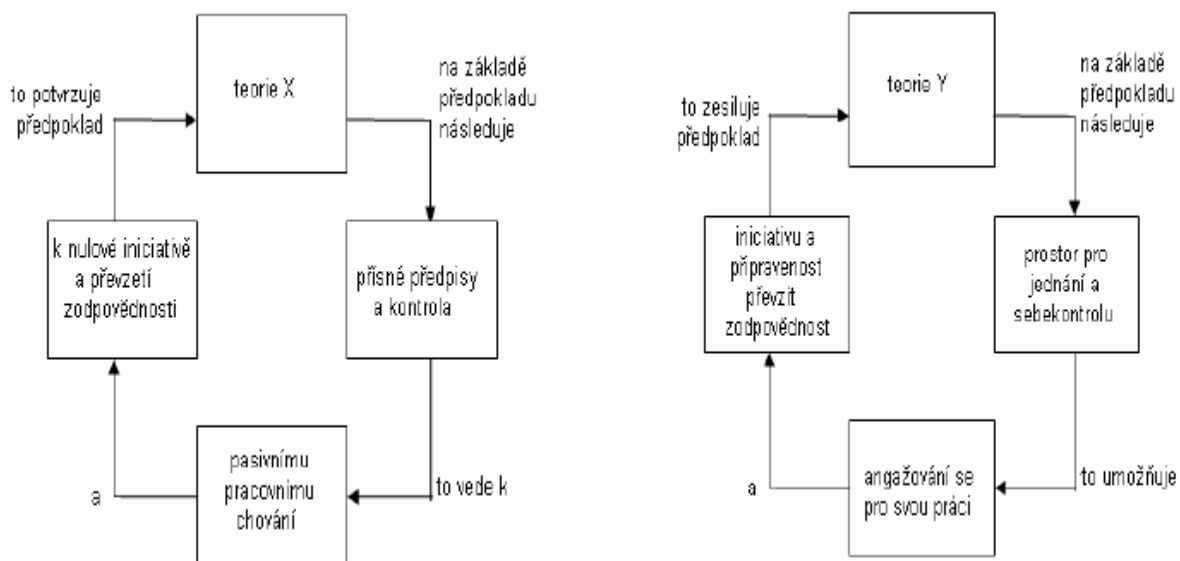 teorie X
na základě
předpokladu
následuje
přísné předpisy
a kontrola
to vede k
pasivnímu
pracovnímu
chování
a
k nulové iniciativě
a převzetí
zodpovědnosti
to potvrzuje
předpoklad
teorie Y
na základě
předpokladu
následuje
prostor pro
jednání a
sebekontrolu
to umožňuje
angažování se
pro svou práci
a
iniciativu a
připravenost
převzít
zodpovědnost
to zesiluje
předpoklad